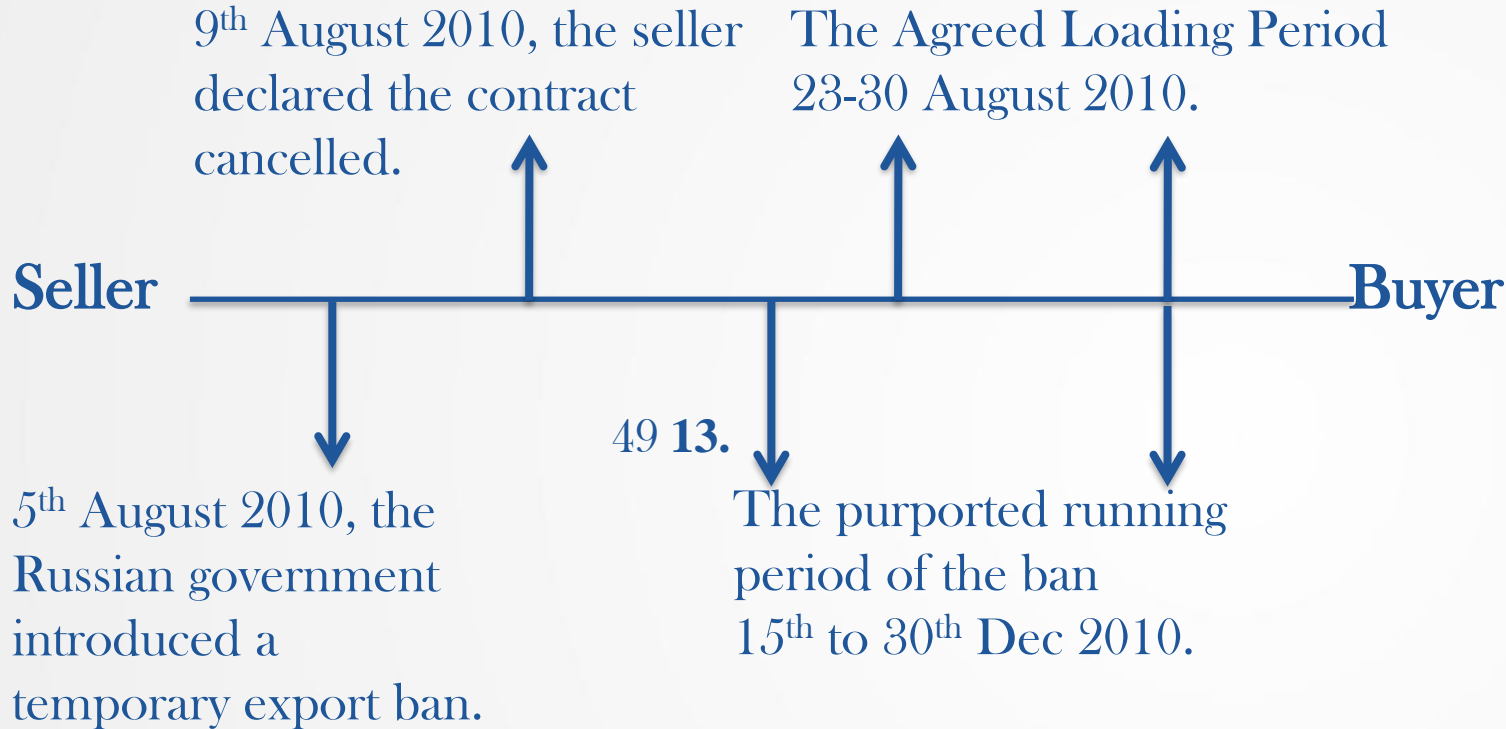 9th August 2010, the seller
declared the contract
cancelled.
The Agreed Loading Period
23-30 August 2010.
Seller
Buyer
49 13.
5th August 2010, the
Russian government
introduced a
temporary export ban.
The purported running
period of the ban
15th to 30th Dec 2010.